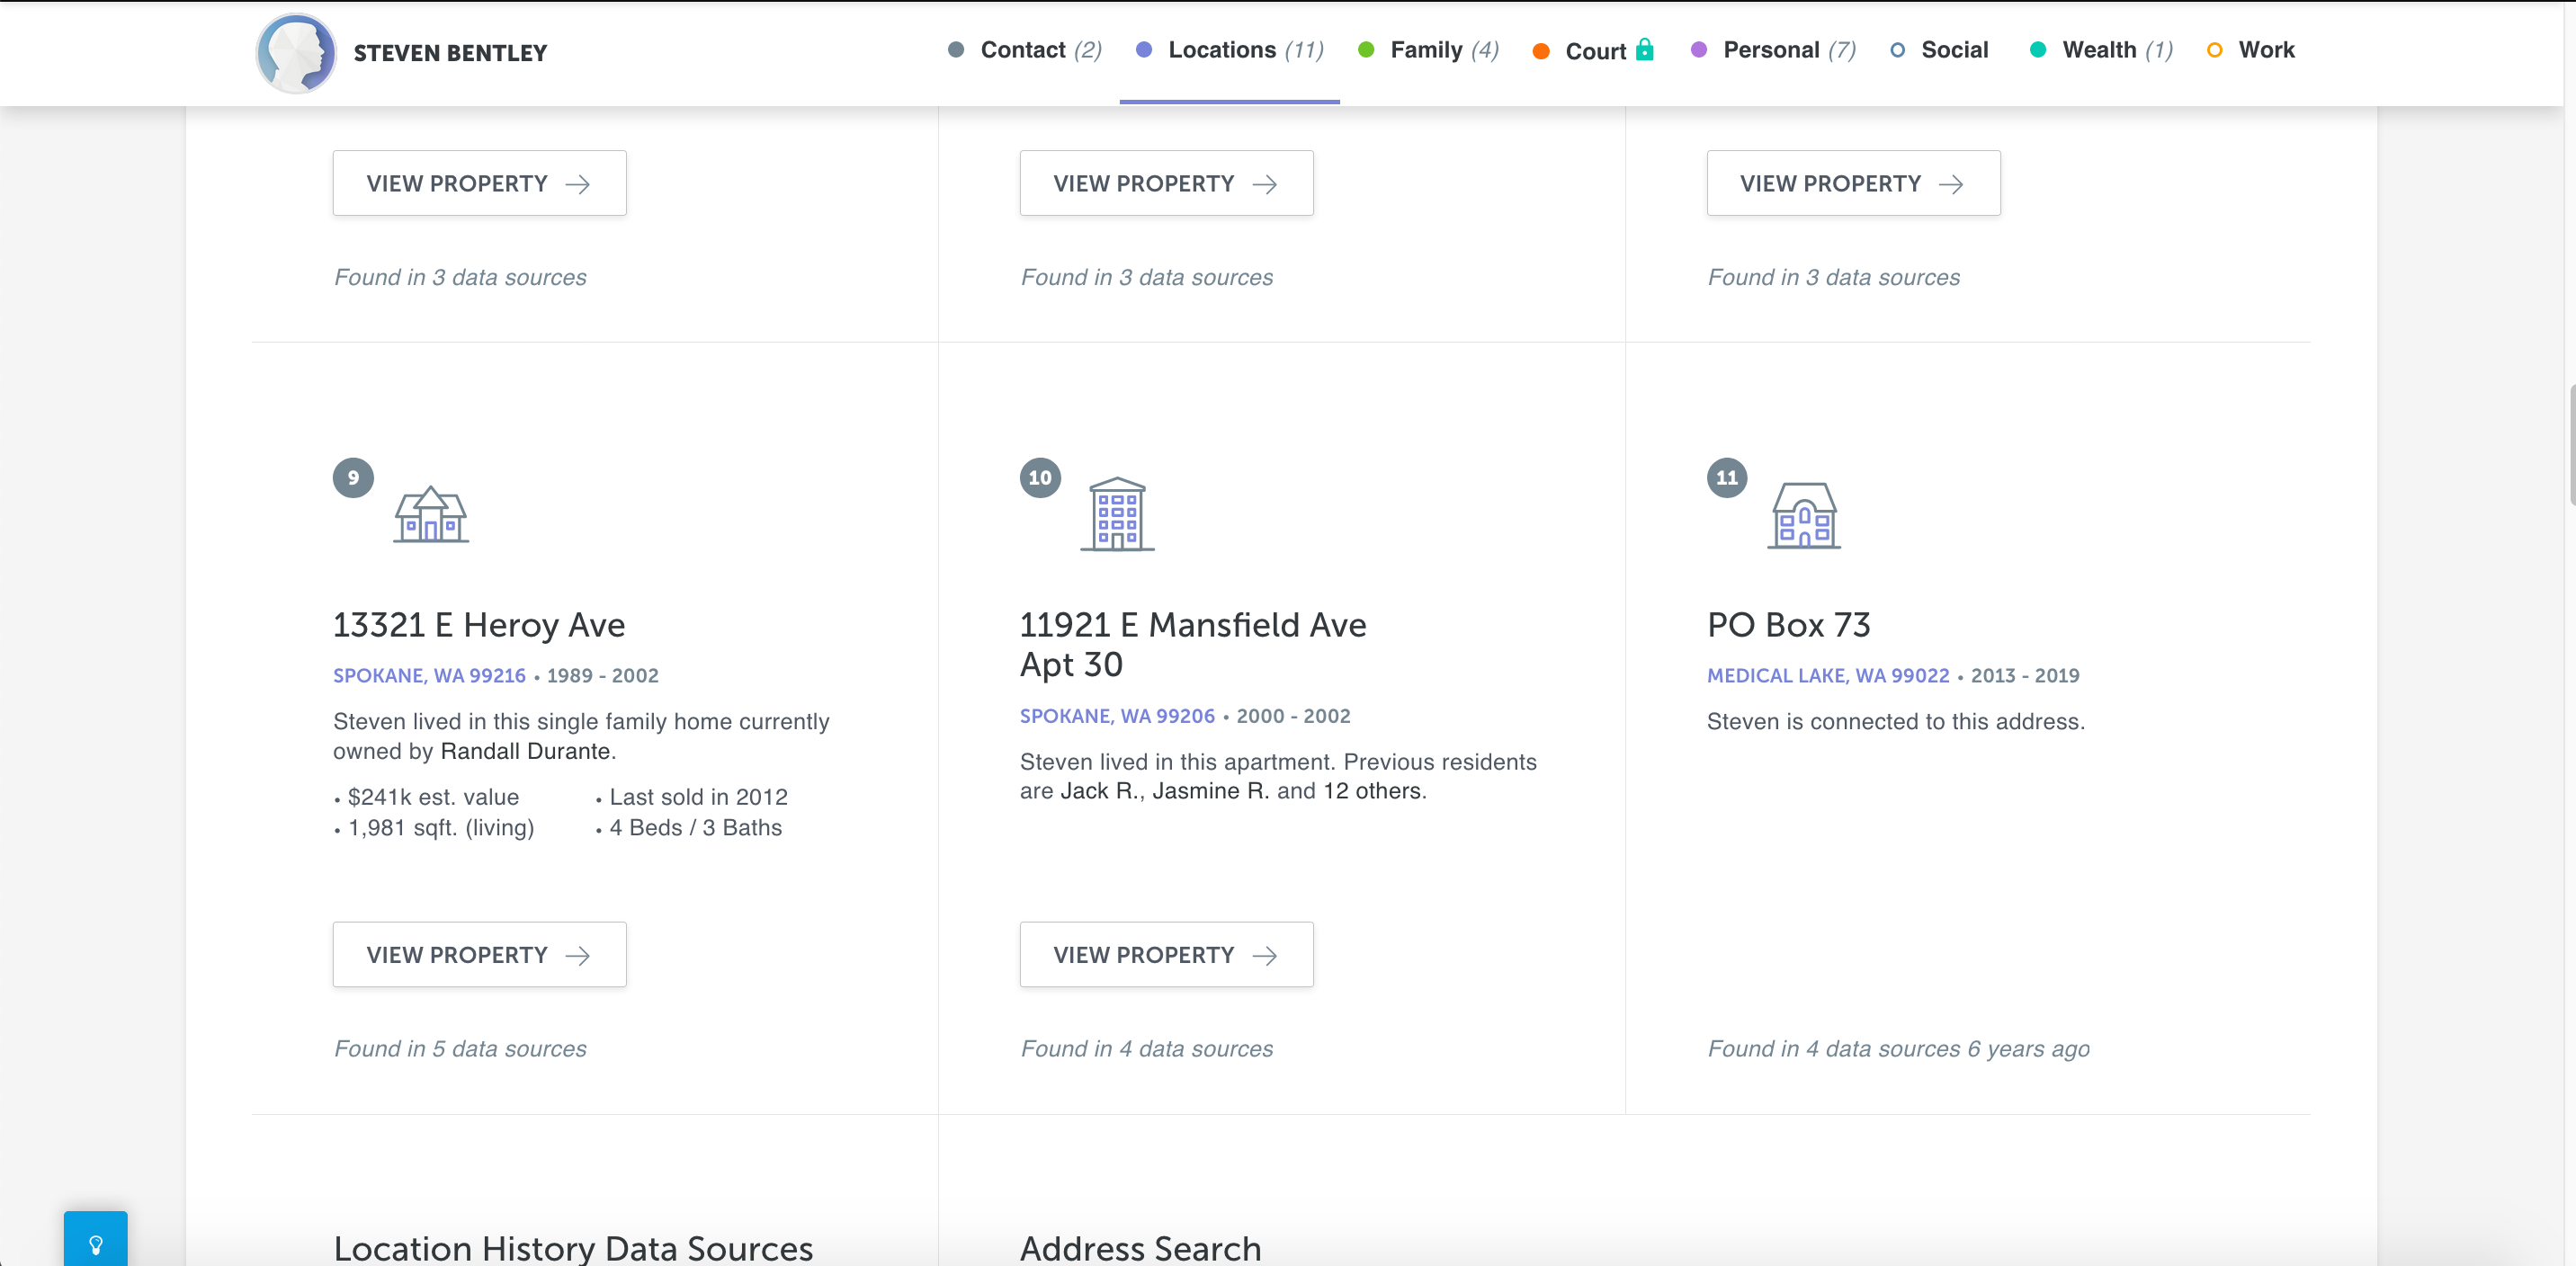 STEVEN BENTLEY
Contact (2)
Locations (11)
Family (4)
Court
Personal (7)
Social
Wealth (1)
Work
VIEW PROPERTY
VIEW PROPERTY
VIEW PROPERTY
Found in 3 data sources
Found in 3 data sources
Found in 3 data sources
9
13321 E Heroy Ave
SPOKANE, WA 99216 • 1989 - 2002
Steven lived in this single family home currently
owned by Randall Durante.
• $241k est. value
• Last sold in 2012
• 1,981 sqft. (living)
• 4 Beds / 3 Baths
VIEW PROPERTY
Found in 5 data sources
10
11921 E Mansfield Ave
Apt 30
SPOKANE, WA 99206 • 2000 - 2002
Steven lived in this apartment. Previous residents
are Jack R., Jasmine R. and 12 others.
VIEW PROPERTY
Found in 4 data sources
11
PO Box 73
MEDICAL LAKE, WA 99022 • 2013 - 2019
Steven is connected to this address.
Found in 4 data sources 6 years ago
Location History Data Sources
Address Search